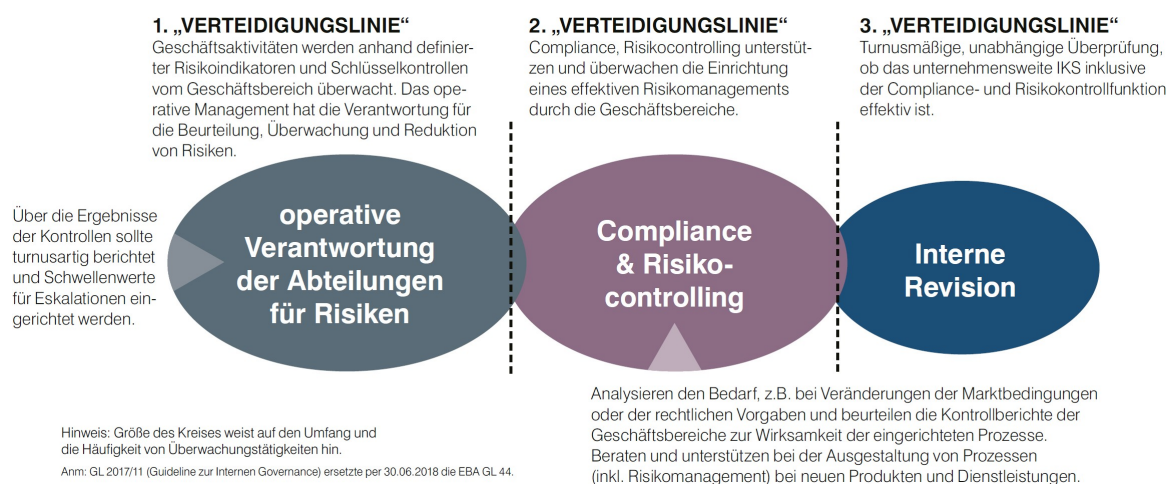 1. „VERTEIDIGUNGSLINIE“
Geschäftsaktivitäten werden anhand definier-
ter Risikoindikatoren und Schlüsselkontrollen
vom Geschäftsbereich überwacht. Das ope-
rative Management hat die Verantwortung für
die Beurteilung, Überwachung und Reduktion
von Risiken.
2. „VERTEIDIGUNGSLINIE“
Compliance, Risikocontrolling unterstüt-
zen und überwachen die Einrichtung
eines effektiven Risikomanagements
durch die Geschäftsbereiche.
3. „VERTEIDIGUNGSLINIE“
Turnusmäßige, unabhängige Überprüfung,
ob das unternehmensweite IKS inklusive
der Compliance- und Risikokontrollfunktion
effektiv ist.
Über die Ergebnisse
der Kontrollen sollte
turnusartig berichtet
und Schwellenwerte
für Eskalationen ein-
gerichtet werden.
operative
Verantwortung
der Abteilungen
für Risiken
Compliance
& Risiko-
controlling
Interne
Revision
Analysieren den Bedarf, z.B. bei Veränderungen der Marktbedingungen
oder der rechtlichen Vorgaben und beurteilen die Kontrollberichte der
Geschäftsbereiche zur Wirksamkeit der eingerichteten Prozesse.
Beraten und unterstützen bei der Ausgestaltung von Prozessen
(inkl. Risikomanagement) bei neuen Produkten und Dienstleistungen.
Hinweis: Größe des Kreises weist auf den Umfang und
die Häufigkeit von Überwachungstätigkeiten hin.
Anm: GL 2017/11 (Guideline zur Internen Governance) ersetzte per 30.06.2018 die EBA GL 44.